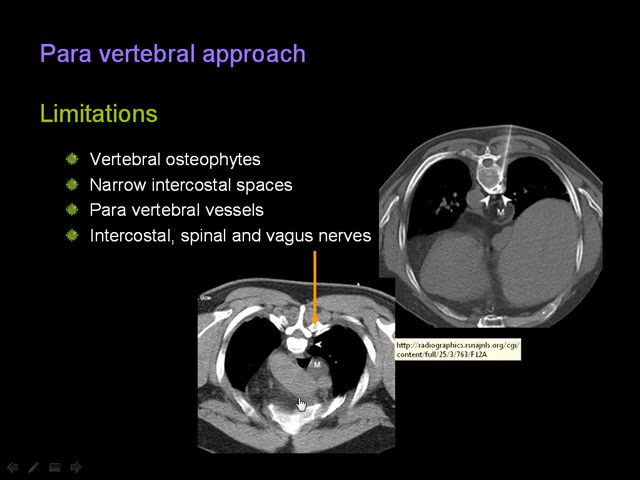 Para vertebral approach
Limitations
Vertebral osteophytes
Narrow intercostal spaces
Para vertebral vessels
Intercostal, spinal and vagus nerves
M
M
http://radiographics.rsnajnls.org/cgi/
content/full/25/3/763/F12A